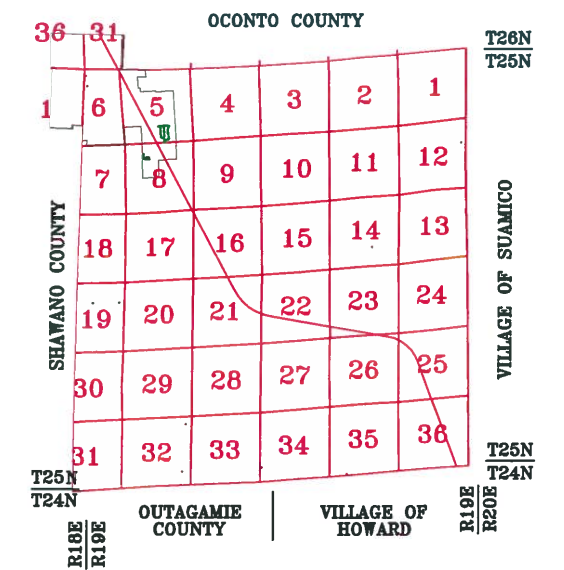 OCONTO COUNTY
36 31
T26N
T25N
1 6 5 4 3 2 1
7 8 9 10 11 12
18 17 16 15 14 13
19 20 21 22 23 24
30 29 28 27 26 25
31 32 33 34 35 36
SHAWANO COUNTY
VILLAGE OF SUAMICO
T25N
T24N
T25N
T24N
R18E
R19E
OUTAGAMIE
COUNTY
VILLAGE OF
HOWARD
R19E
R20E